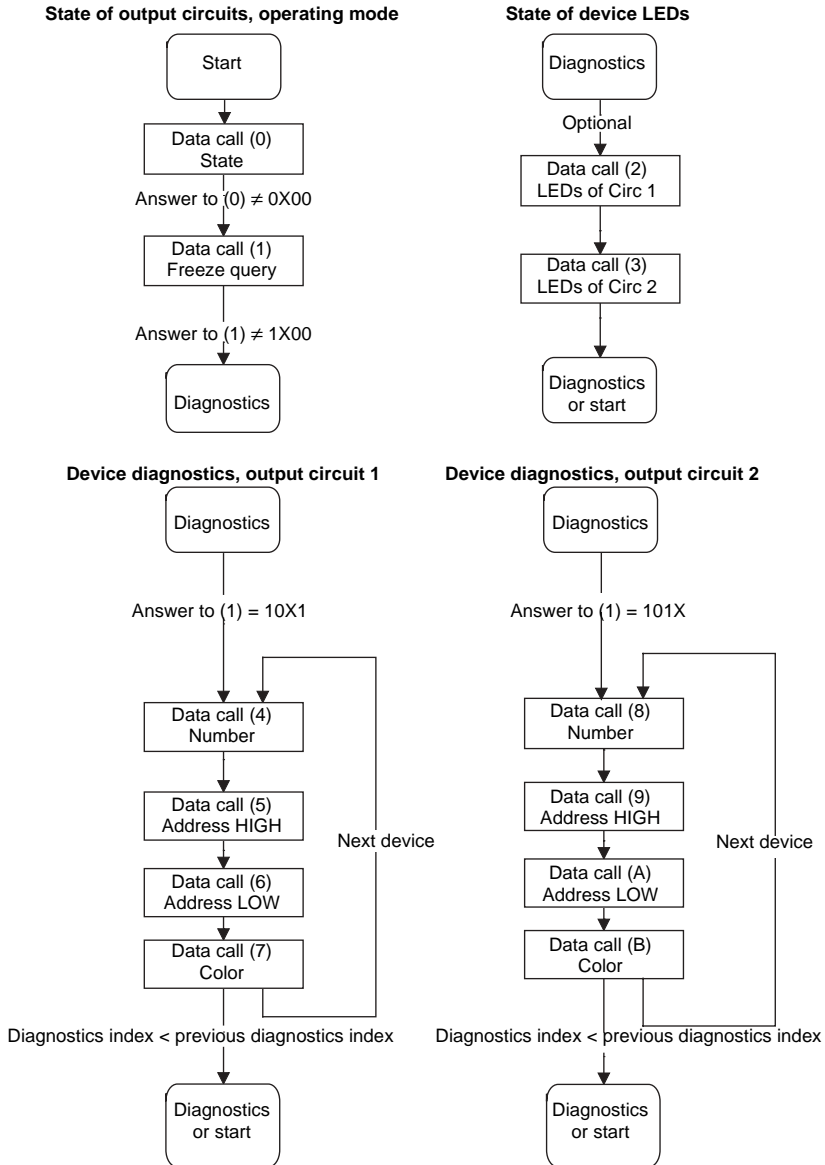 State of output circuits, operating mode
Start
Data call (0)
State
Answer to (0) ≠ 0X00
Data call (1)
Freeze query
Answer to (1) ≠ 1X00
Diagnostics
State of device LEDs
Diagnostics
Optional
Data call (2)
LEDs of Circ 1
Data call (3)
LEDs of Circ 2
Diagnostics
or start
Device diagnostics, output circuit 1
Diagnostics
Answer to (1) = 10X1
Data call (4)
Number
Data call (5)
Address HIGH
Next device
Data call (6)
Address LOW
Data call (7)
Color
Diagnostics index < previous diagnostics index
Diagnostics
or start
Device diagnostics, output circuit 2
Diagnostics
Answer to (1) = 101X
Data call (8)
Number
Data call (9)
Address HIGH
Next device
Data call (A)
Address LOW
Data call (B)
Color
Diagnostics index < previous diagnostics index
Diagnostics
or start